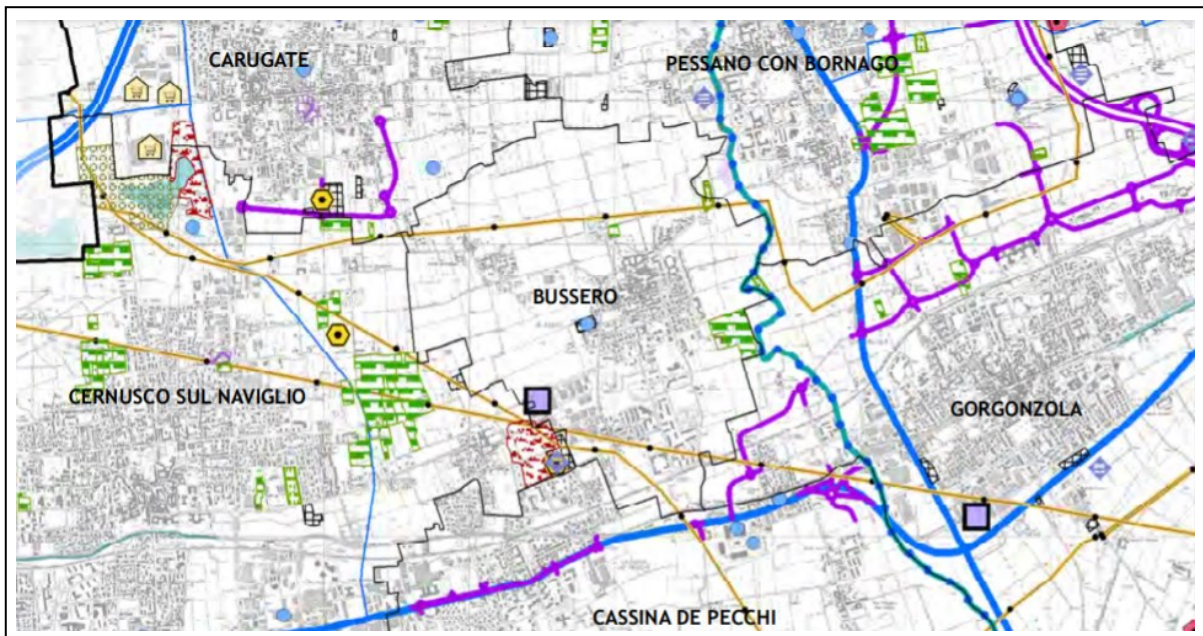 CARUGATE
PESSANO CON BORNAGO
BUSSERO
CERNUSCO SUL NAVIGLIO
GORGONZOLA
CASSINA DE PECCHI